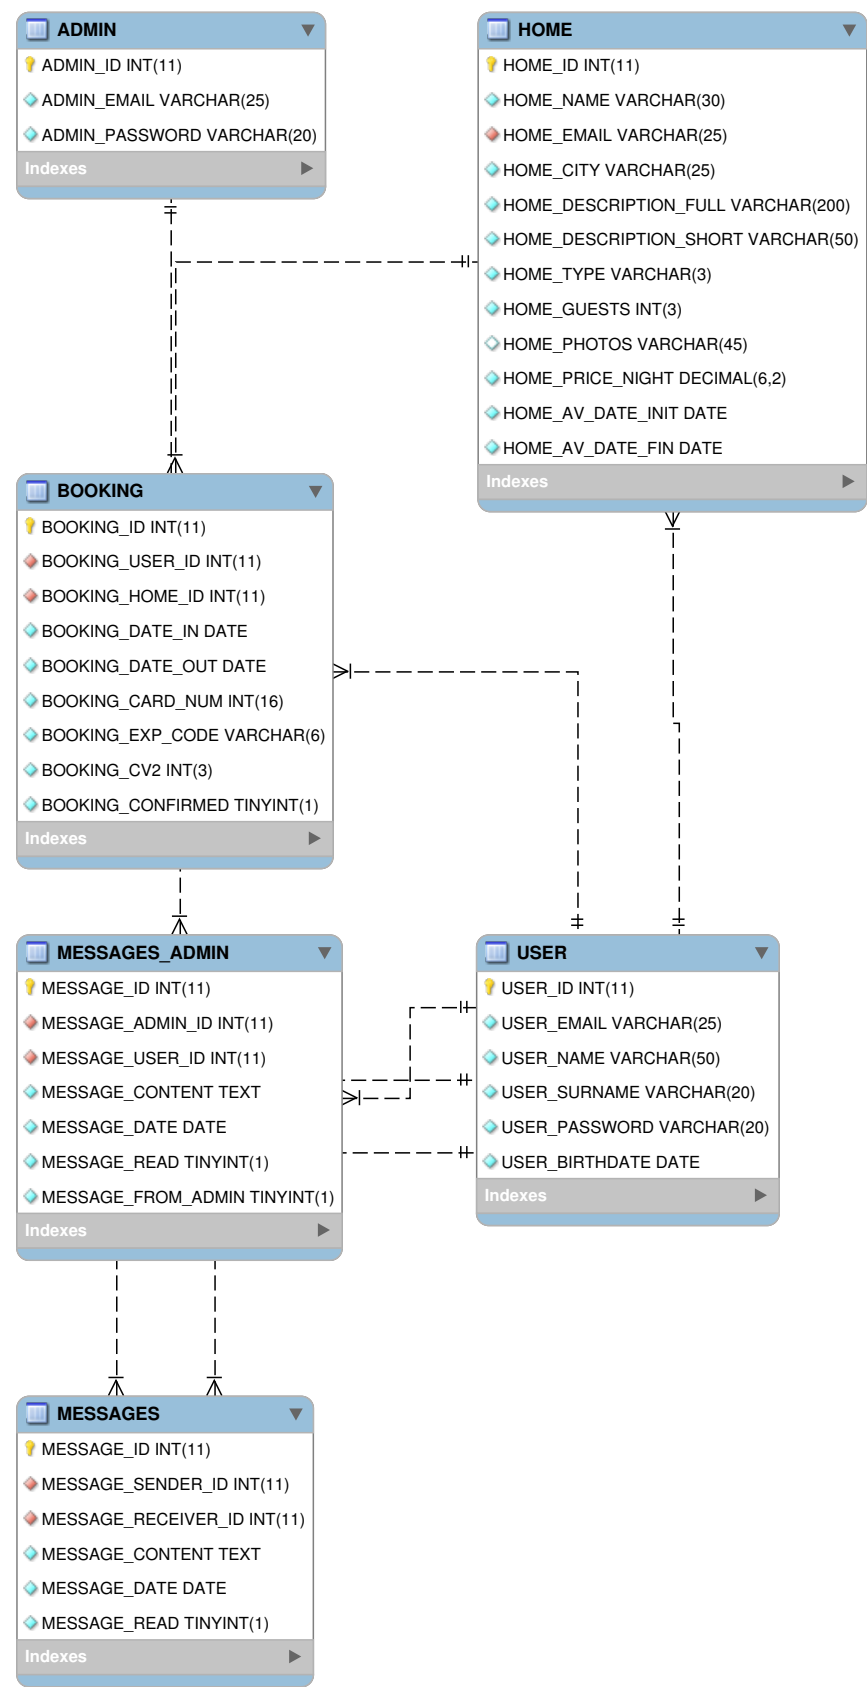 ADMIN
ADMIN_ID INT(11)
ADMIN_EMAIL VARCHAR(25)
ADMIN_PASSWORD VARCHAR(20)
Indexes
HOME
HOME_ID INT(11)
HOME_NAME VARCHAR(30)
HOME_EMAIL VARCHAR(25)
HOME_CITY VARCHAR(25)
HOME_DESCRIPTION_FULL VARCHAR(200)
HOME_DESCRIPTION_SHORT VARCHAR(50)
HOME_TYPE VARCHAR(3)
HOME_GUESTS INT(3)
HOME_PHOTOS VARCHAR(45)
HOME_PRICE_NIGHT DECIMAL(6,2)
HOME_AV_DATE_INIT DATE
HOME_AV_DATE_FIN DATE
Indexes
BOOKING
BOOKING_ID INT(11)
BOOKING_USER_ID INT(11)
BOOKING_HOME_ID INT(11)
BOOKING_DATE_IN DATE
BOOKING_DATE_OUT DATE
BOOKING_CARD_NUM INT(16)
BOOKING_EXP_CODE VARCHAR(6)
BOOKING_CV2 INT(3)
BOOKING_CONFIRMED TINYINT(1)
Indexes
MESSAGES_ADMIN
MESSAGE_ID INT(11)
MESSAGE_ADMIN_ID INT(11)
MESSAGE_USER_ID INT(11)
MESSAGE_CONTENT TEXT
MESSAGE_DATE DATE
MESSAGE_READ TINYINT(1)
MESSAGE_FROM_ADMIN TINYINT(1)
Indexes
USER
USER_ID INT(11)
USER_EMAIL VARCHAR(25)
USER_NAME VARCHAR(50)
USER_SURNAME VARCHAR(20)
USER_PASSWORD VARCHAR(20)
USER_BIRTHDATE DATE
Indexes
MESSAGES
MESSAGE_ID INT(11)
MESSAGE_SENDER_ID INT(11)
MESSAGE_RECEIVER_ID INT(11)
MESSAGE_CONTENT TEXT
MESSAGE_DATE DATE
MESSAGE_READ TINYINT(1)
Indexes